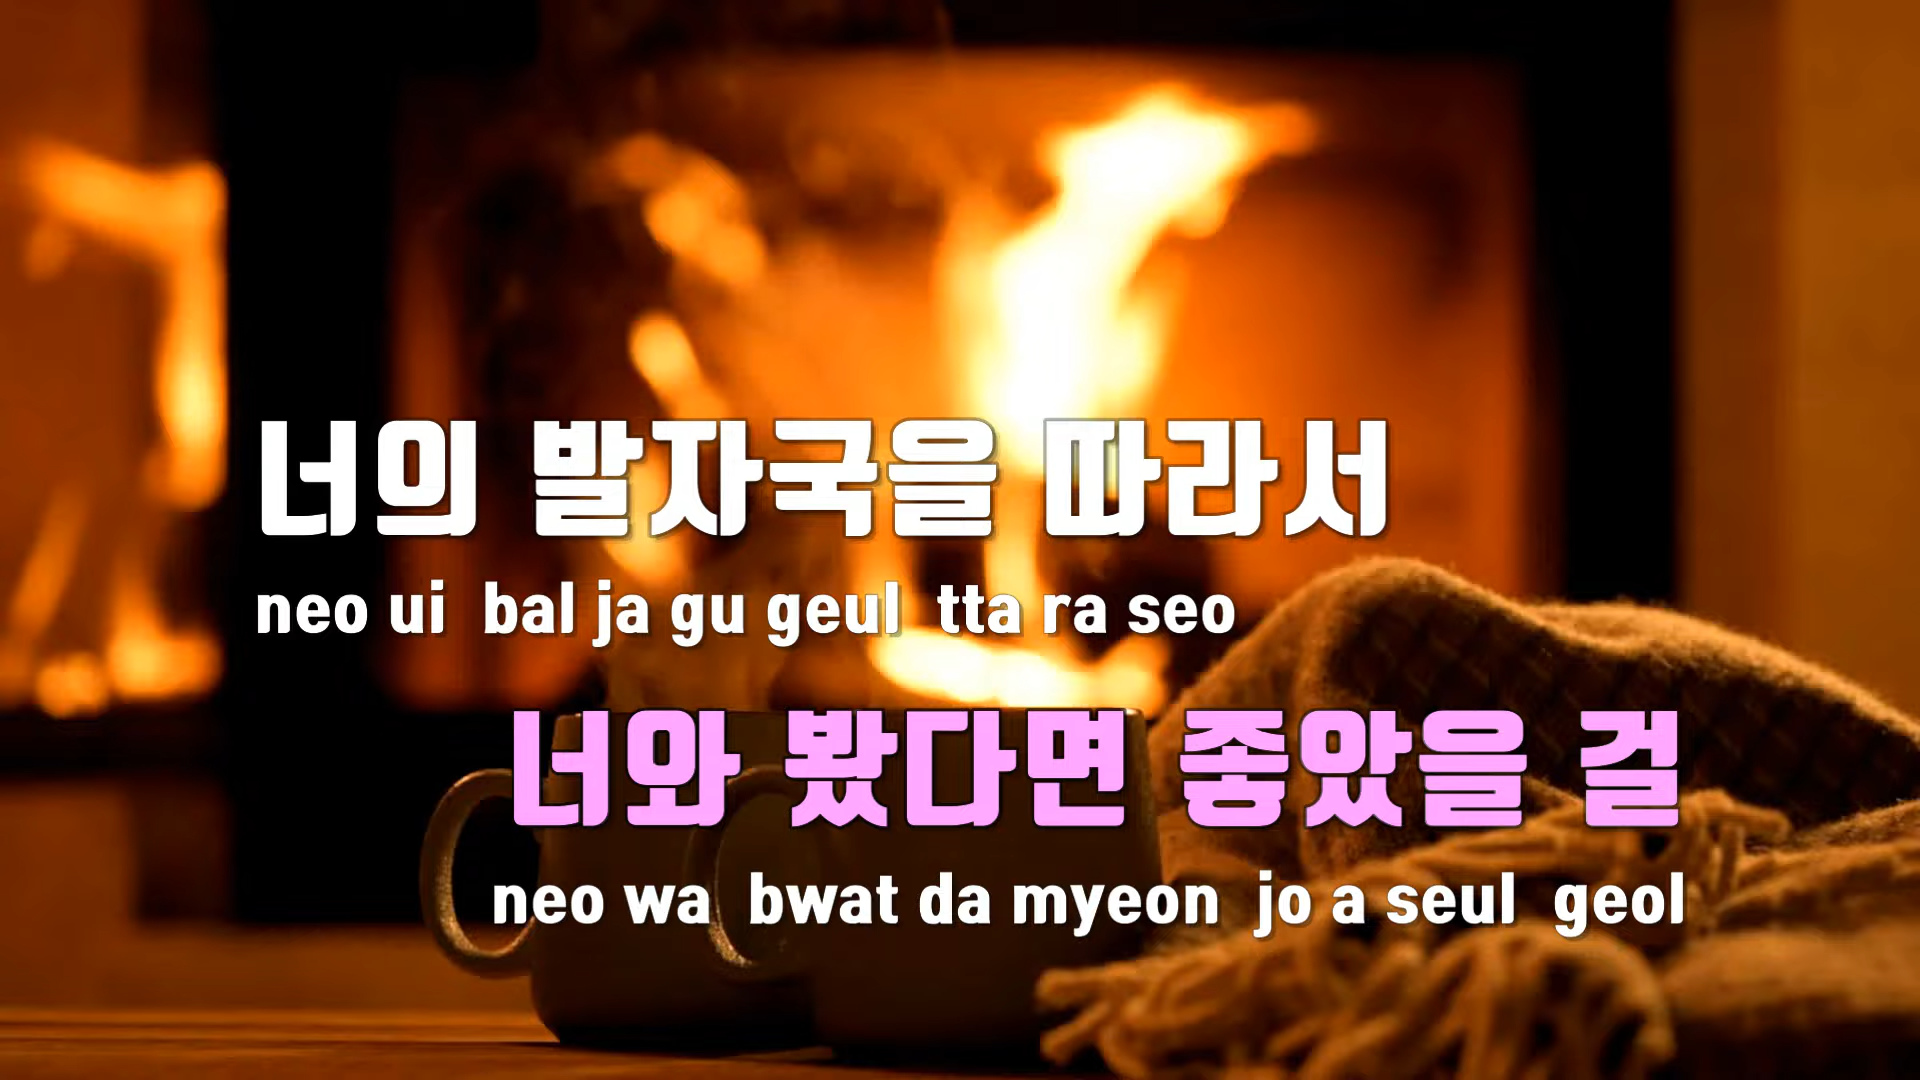 너의 발자국을 따라서
neo ui bal ja gu geul tta ra seo
너와 봤다면 좋았을 걸
neo wa bwat da myeon jo a seul geol